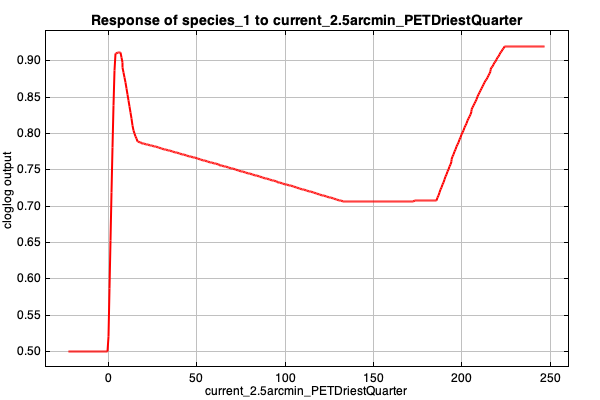 Response of species_1 to current_2.5arcmin_PETDriestQuarter
cloglog output
0.90
0.85
0.80
0.75
0.70
0.65
0.60
0.55
0.50
0 50 100 150 200 250
current_2.5arcmin_PETDriestQuarter